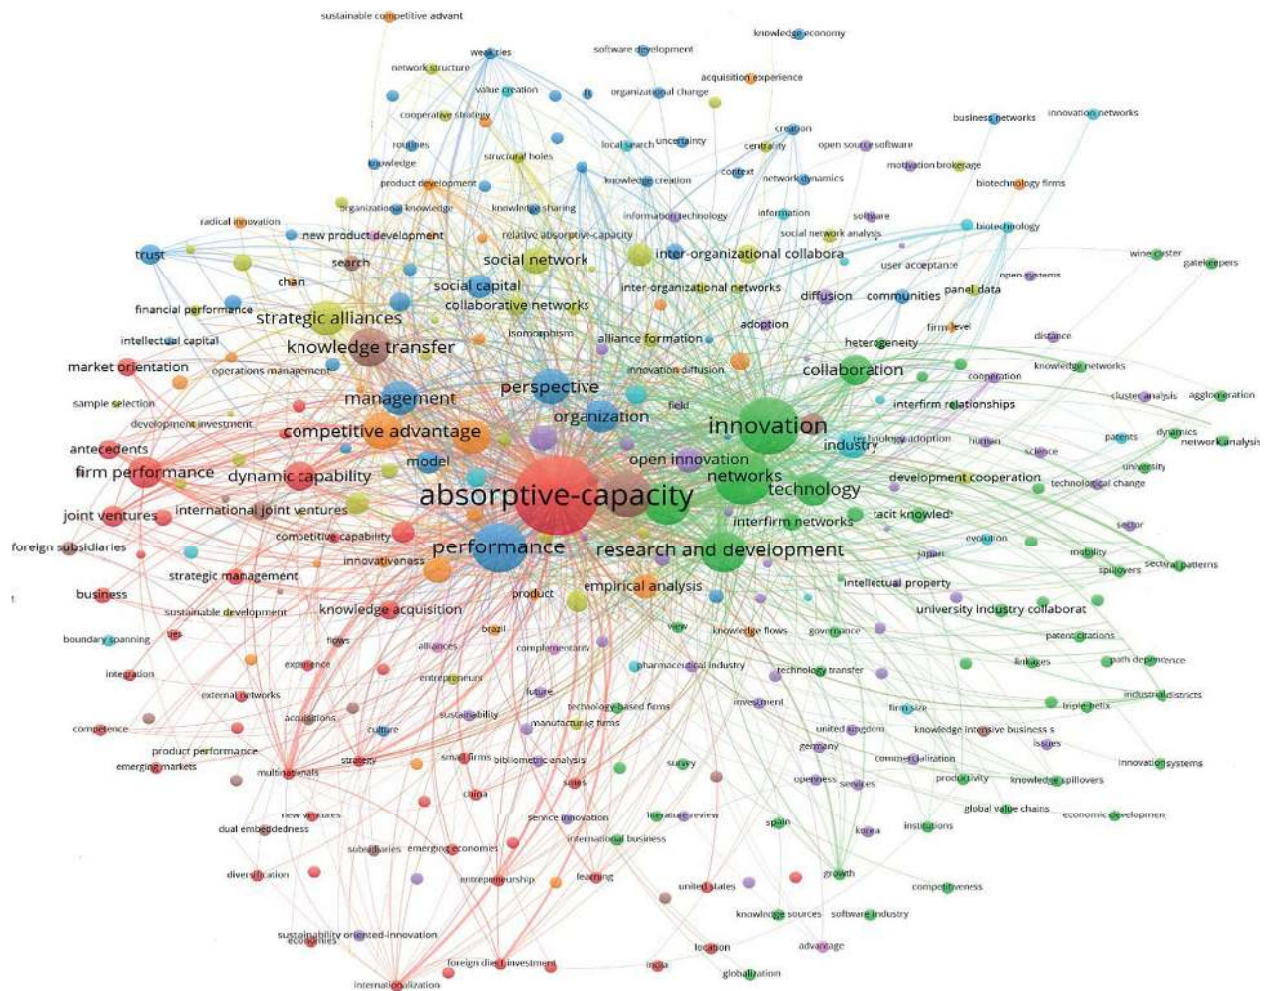 sustainable competitive advant
knowledge economy
weak ties
software development
network structure
acquisition experience
value creation
organizational change
cooperative strategy
business networks
innovation networks
creation
routines
local search
uncertainty
centrality
open source software
structural holes
knowledge
motivation
brokerage
context
product development
knowledge creation
network dynamics
biotechnology firms
organizational knowledge
knowledge sharing
information technology
information
software
radical innovation
new product development
relative absorptive-capacity
social network analysis
biotechnology
trust
search
social network
inter-organizational collabora
wine cluster
user acceptance
gatekeepers
chan
social capital
inter-organizational networks
open systems
panel data
financial performance
collaborative networks
diffusion
communities
strategic alliances
adoption
firm level
intellectual capital
isomorphism
alliance formation
distance
knowledge transfer
heterogeneity
market orientation
operations management
innovation diffusion
collaboration
knowledge networks
perspective
cooperation
management
cluster analysis
agglomeration
sample selection
field
interfirm relationships
organization
development investment
innovation
competitive advantage
technology adoption
patents
dynamics
network analysis
antecedents
industry
human
science
model
open innovation
university
firm performance
dynamic capability
networks
development cooperation
technological change
technology
absorptive-capacity
joint ventures
international joint ventures
interfirm networks
tacit knowled
sector
competitive capability
evolution
foreign subsidiaries
performance
research and development
japan
mobility
innovativeness
spillovers
sectral patterns
strategic management
empirical analysis
intellectual property
business
product
sustainable development
knowledge acquisition
university industry collaborat
brazil
view
knowledge flows
governance
patent citations
boundary spanning
ties
flows
alliances
complementarity
experience
pharmaceutical industry
linkages
path dependence
integration
entrepreneurs
technology transfer
external networks
future
industrial districts
technology-based firms
investment
triple-helix
acquisitions
sustainability
firm size
competence
culture
manufacturing firms
united kingdom
knowledge intensive business s
product performance
germany
issues
emerging markets
strategy
small firms
bibliometric analysis
survey
commercialization
innovation systems
multinationals
sales
openness
services
productivity
knowledge spillovers
china
new ventures
service innovation
literature review
global value chains
economic developmen
dual embeddedness
spain
korea
institutions
international business
subsidiaries
emerging economies
diversification
entrepreneurship
learning
united states
growth
competitiveness
knowledge sources
software industry
sustainability oriented-innovation
economies
location
advantage
foreign direct investment
india
globalization
internationalization